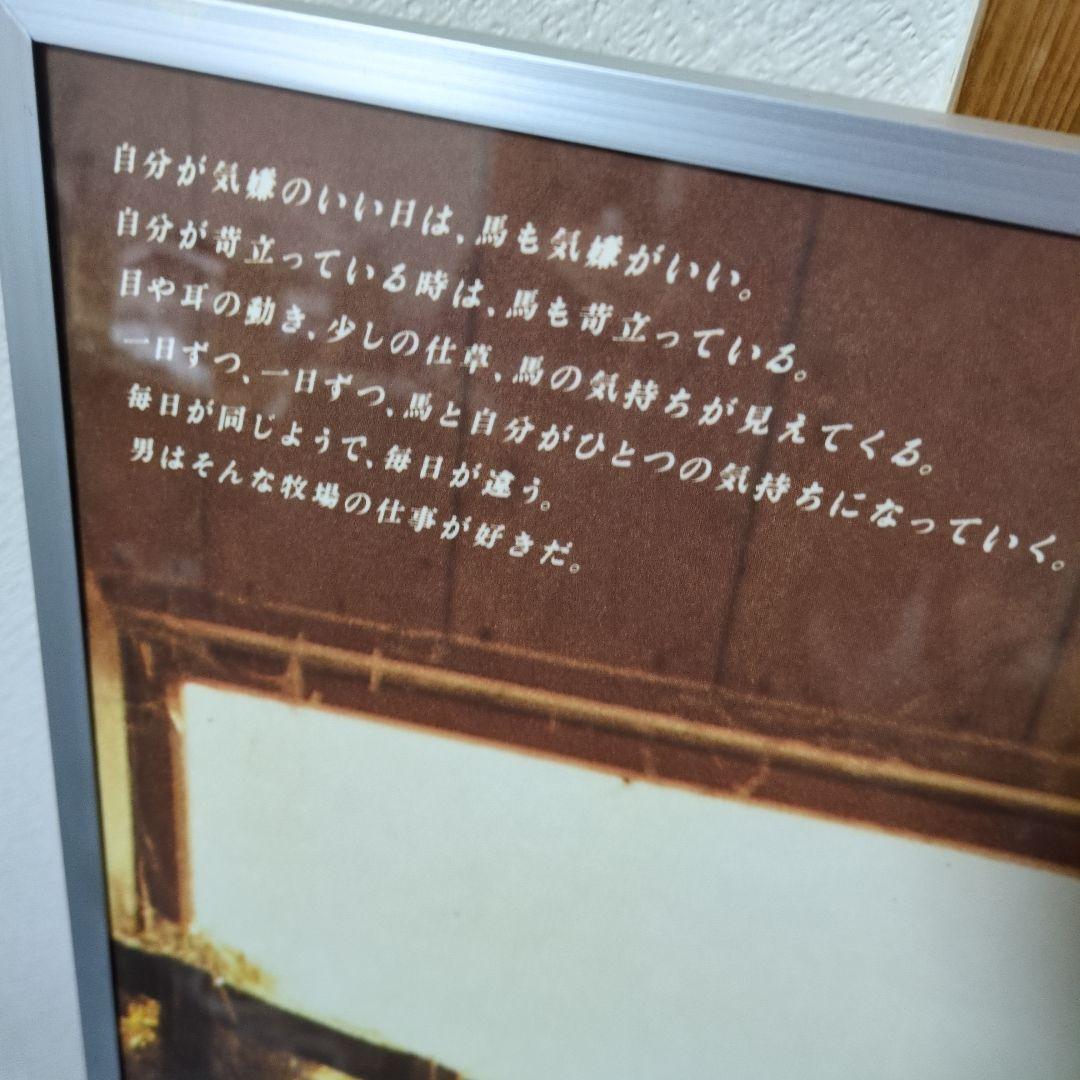 自分が気嫌のいい日は、馬も気嫌がいい。
自分が苛立っている時は、馬も苛立っている。
目や耳の動き、少しの仕草、馬の気持ちが見えてくる。
一日ずつ、一日ずつ、馬と自分がひとつの気持ちになっていく。
毎日が同じようで、毎日が違う。
男はそんな牧場の仕事が好きだ。